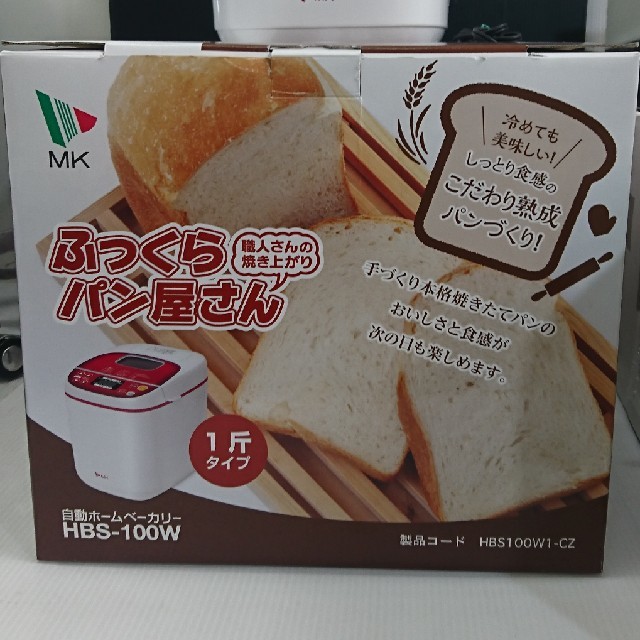 MK
冷めても
美味しい!
しっとり食感の
こだわり熟成
パンづくり!
ふっくら
パン屋さん
職人さんの
焼き上がり
手づくり本格焼きたてパンの
おいしさと食感が
次の日も楽しめます。
1斤
タイプ
自動ホームベーカリー
HBS-100W
製品コード HBS100W1-CZ